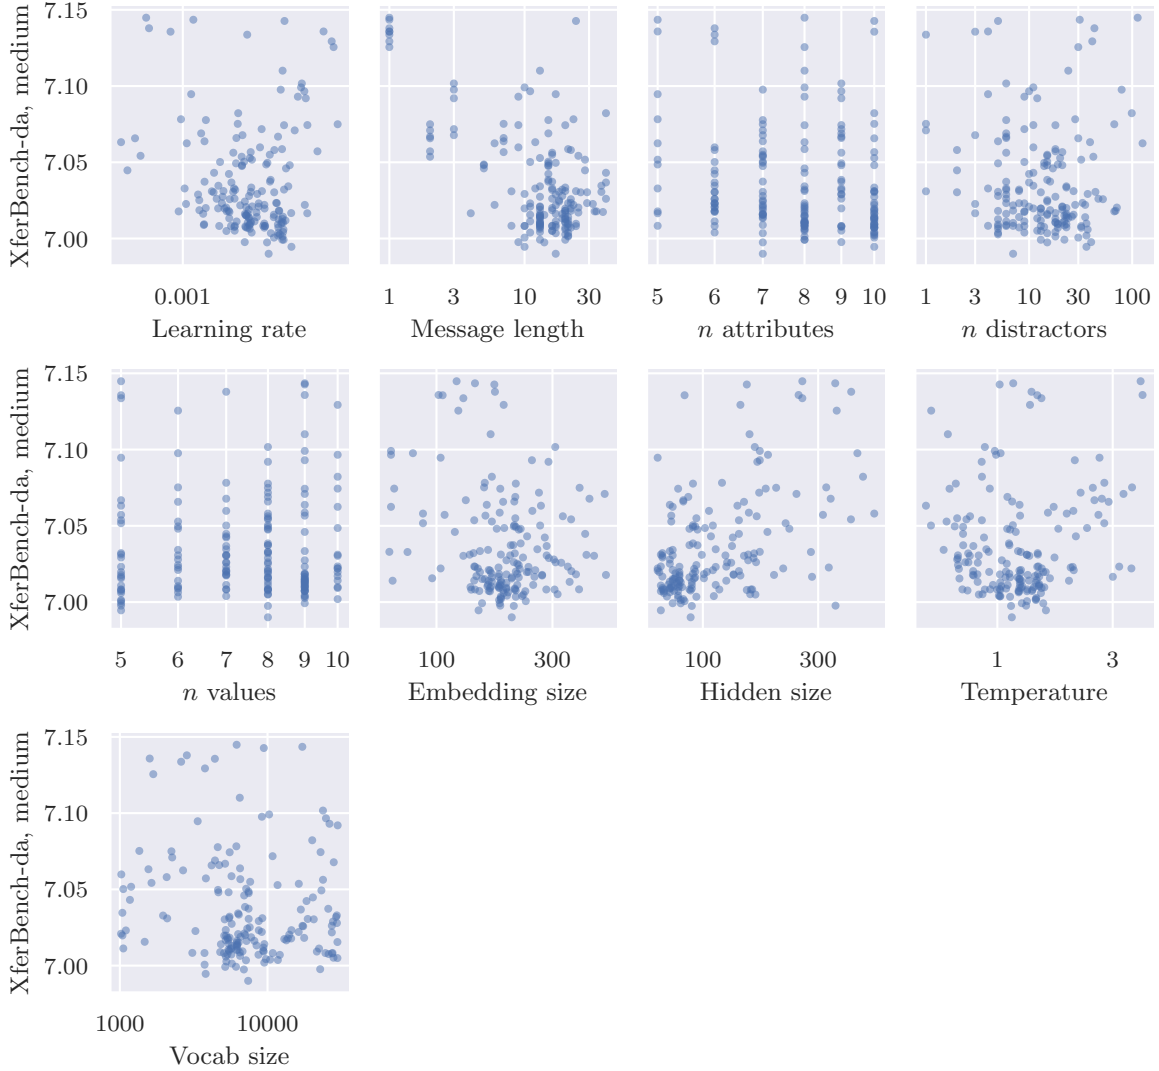 XferBench-da, medium
7.15
7.10
7.05
7.00
0.001
Learning rate
1 3 10 30
Message length
5 6 7 8 9 10
n attributes
1 3 10 30 100
n distractors
XferBench-da, medium
7.15
7.10
7.05
7.00
5 6 7 8 9 10
n values
100 300
Embedding size
100 300
Hidden size
1 3
Temperature
XferBench-da, medium
7.15
7.10
7.05
7.00
1000 10000
Vocab size